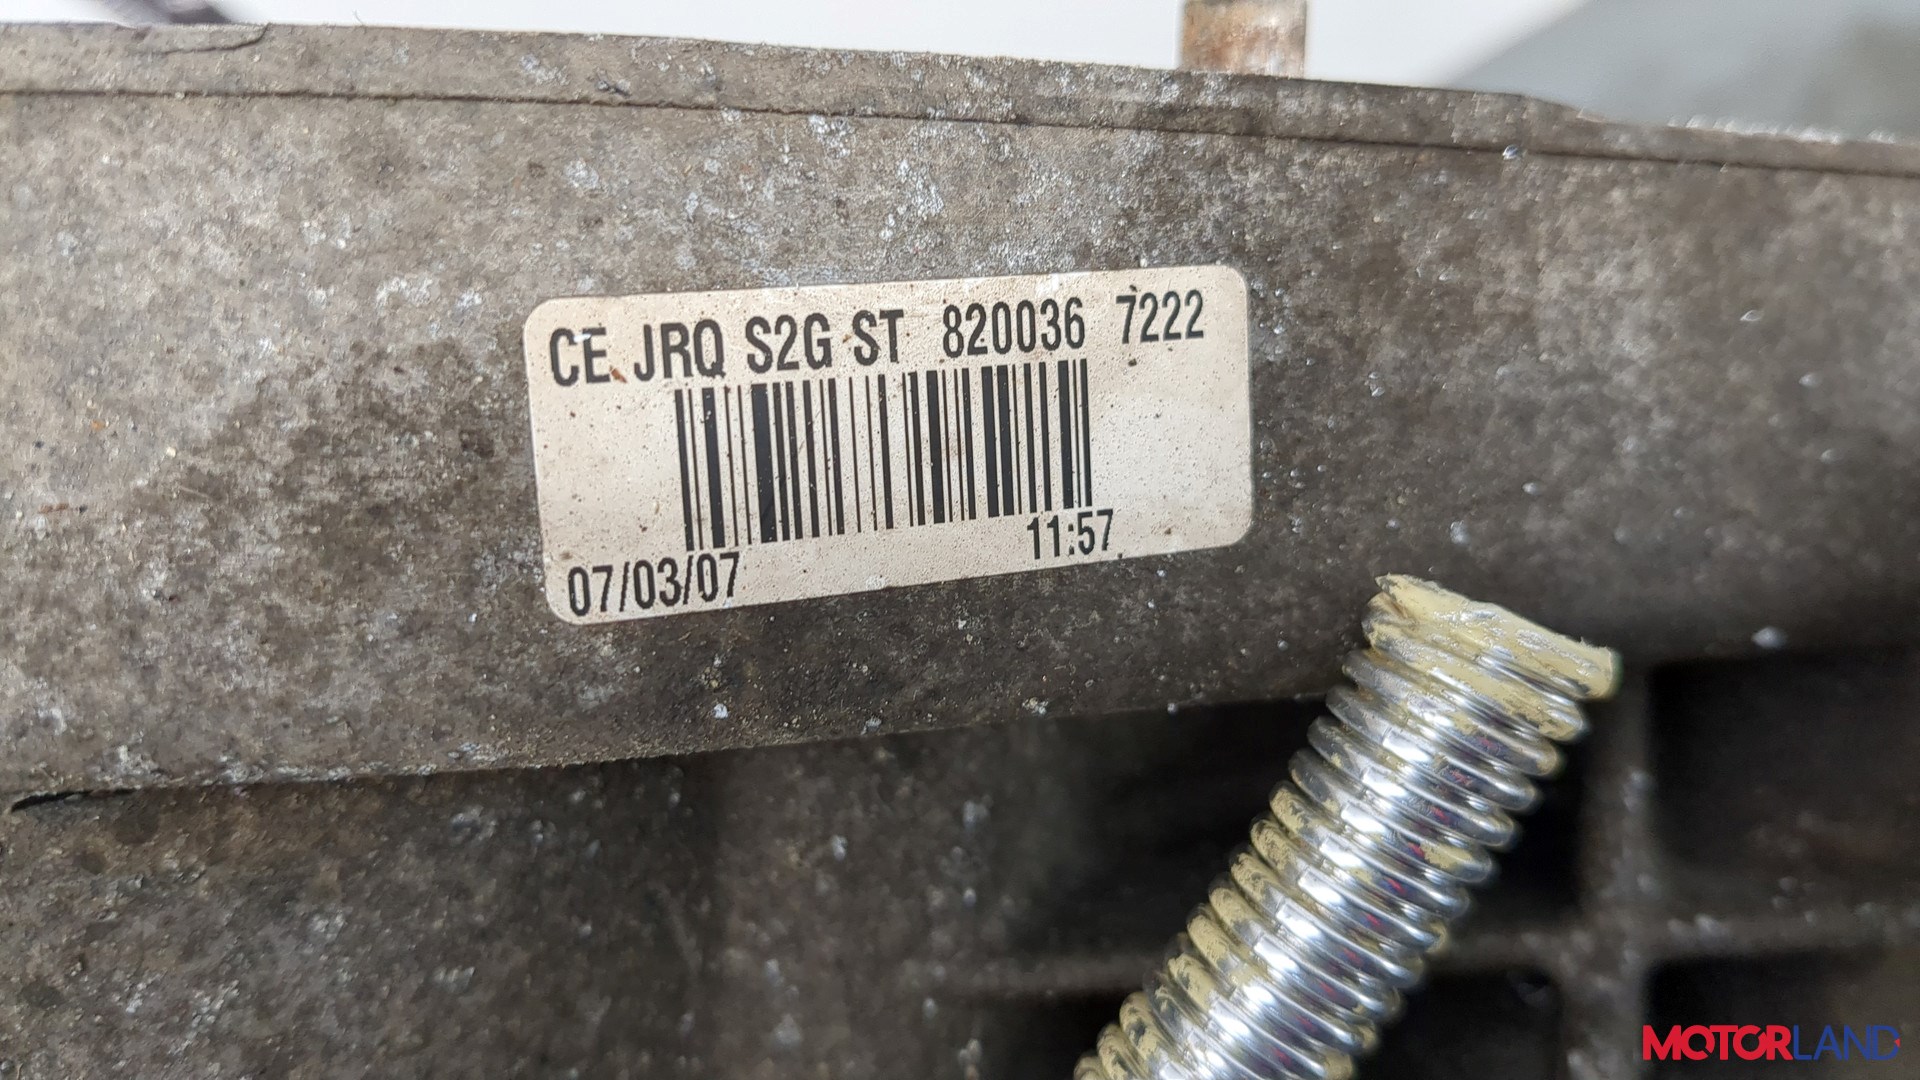 CE JRQ S2G ST 820036 7222
07/03/07 11:57
MOTORLAND